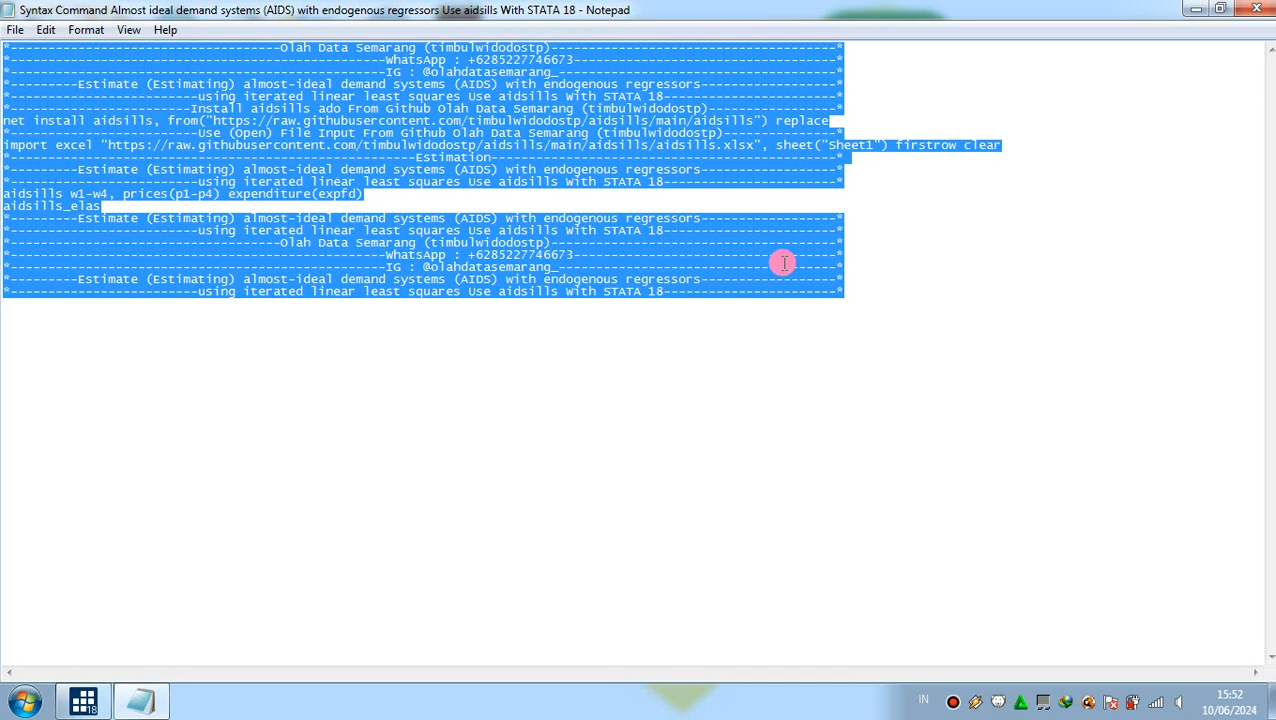 Syntax Command Almost ideal demand systems (AIDS) with endogenous regressors Use aidsills With STATA 18 - Notepad
File Edit Format View Help
*------------------------------------Olah Data Semarang (timbulwidodostp)--------------------------------------*
*--------------------------------------------------WhatsApp : +6285227746673-----------------------------------*
*--------------------------------------------------IG : @olahdatasemarang_-------------------------------------*
*---------Estimate (Estimating) almost-ideal demand systems (AIDS) with endogenous regressors------------------*
*-------------------------using iterated linear least squares Use aidsills With STATA 18-----------------------*
*------------------------Install aidsills ado From Github Olah Data Semarang (timbulwidodostp)-----------------*
net install aidsills, from("https://raw.githubusercontent.com/timbulwidodostp/aidsills/main/aidsills") replace
*-------------------------Use (Open) File Input From Github Olah Data Semarang (timbulwidodostp)---------------*
import excel "https://raw.githubusercontent.com/timbulwidodostp/aidsills/main/aidsills/aidsills.xlsx", sheet("Sheet1") firstrow clear
*------------------------------------------------------Estimation---------------------------------------------*
*---------Estimate (Estimating) almost-ideal demand systems (AIDS) with endogenous regressors------------------*
*-------------------------using iterated linear least squares Use aidsills With STATA 18-----------------------*
aidsills w1-w4, prices(p1-p4) expenditure(expfd)
aidsills_elas
*---------Estimate (Estimating) almost-ideal demand systems (AIDS) with endogenous regressors------------------*
*-------------------------using iterated linear least squares Use aidsills With STATA 18-----------------------*
*------------------------------------Olah Data Semarang (timbulwidodostp)--------------------------------------*
*--------------------------------------------------WhatsApp : +6285227746673-----------------------------------*
*--------------------------------------------------IG : @olahdatasemarang_-------------------------------------*
*---------Estimate (Estimating) almost-ideal demand systems (AIDS) with endogenous regressors------------------*
*-------------------------using iterated linear least squares Use aidsills With STATA 18-----------------------*
18
IN
15:52
10/06/2024